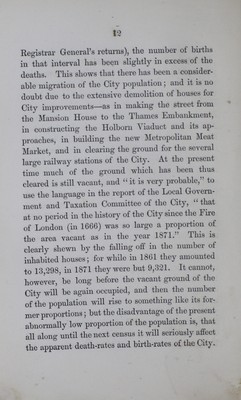 12
Registrar General's returns), the number of births
in that interval has been slightly in excess of the
deaths. This shows that there has been a consider-
able migration of the City population; and it is no
doubt due to the extensive demolition of houses for
City improvements—as in making the street from
the Mansion House to the Thames Embankment,
in constructing the Holborn Viaduct and its ap-
proaches, in building the new Metropolitan Meat
Market, and in clearing the ground for the several
large railway stations of the City. At the present
time much of the ground which has been thus
cleared is still vacant, and "it is very probable," to
use the language in the report of the Local Govern-
ment and Taxation Committee of the City, "that
at no period in the history of the City since the Fire
of London (in 1666) was so large a proportion of
the area vacant as in the year 1871." This is
clearly shewn by the falling off in the number of
inhabited houses; for while in 1861 they amounted
to 13,298, in 1871 they were but 9,321. It cannot,
however, be long before the vacant ground of the
City will be again occupied, and then the number
of the population will rise to something like its for-
mer proportions; but the disadvantage of the present
abnormally low proportion of the population is, that
all along until the next census it will seriously affect
the apparent death-rates and birth-rates of the City.